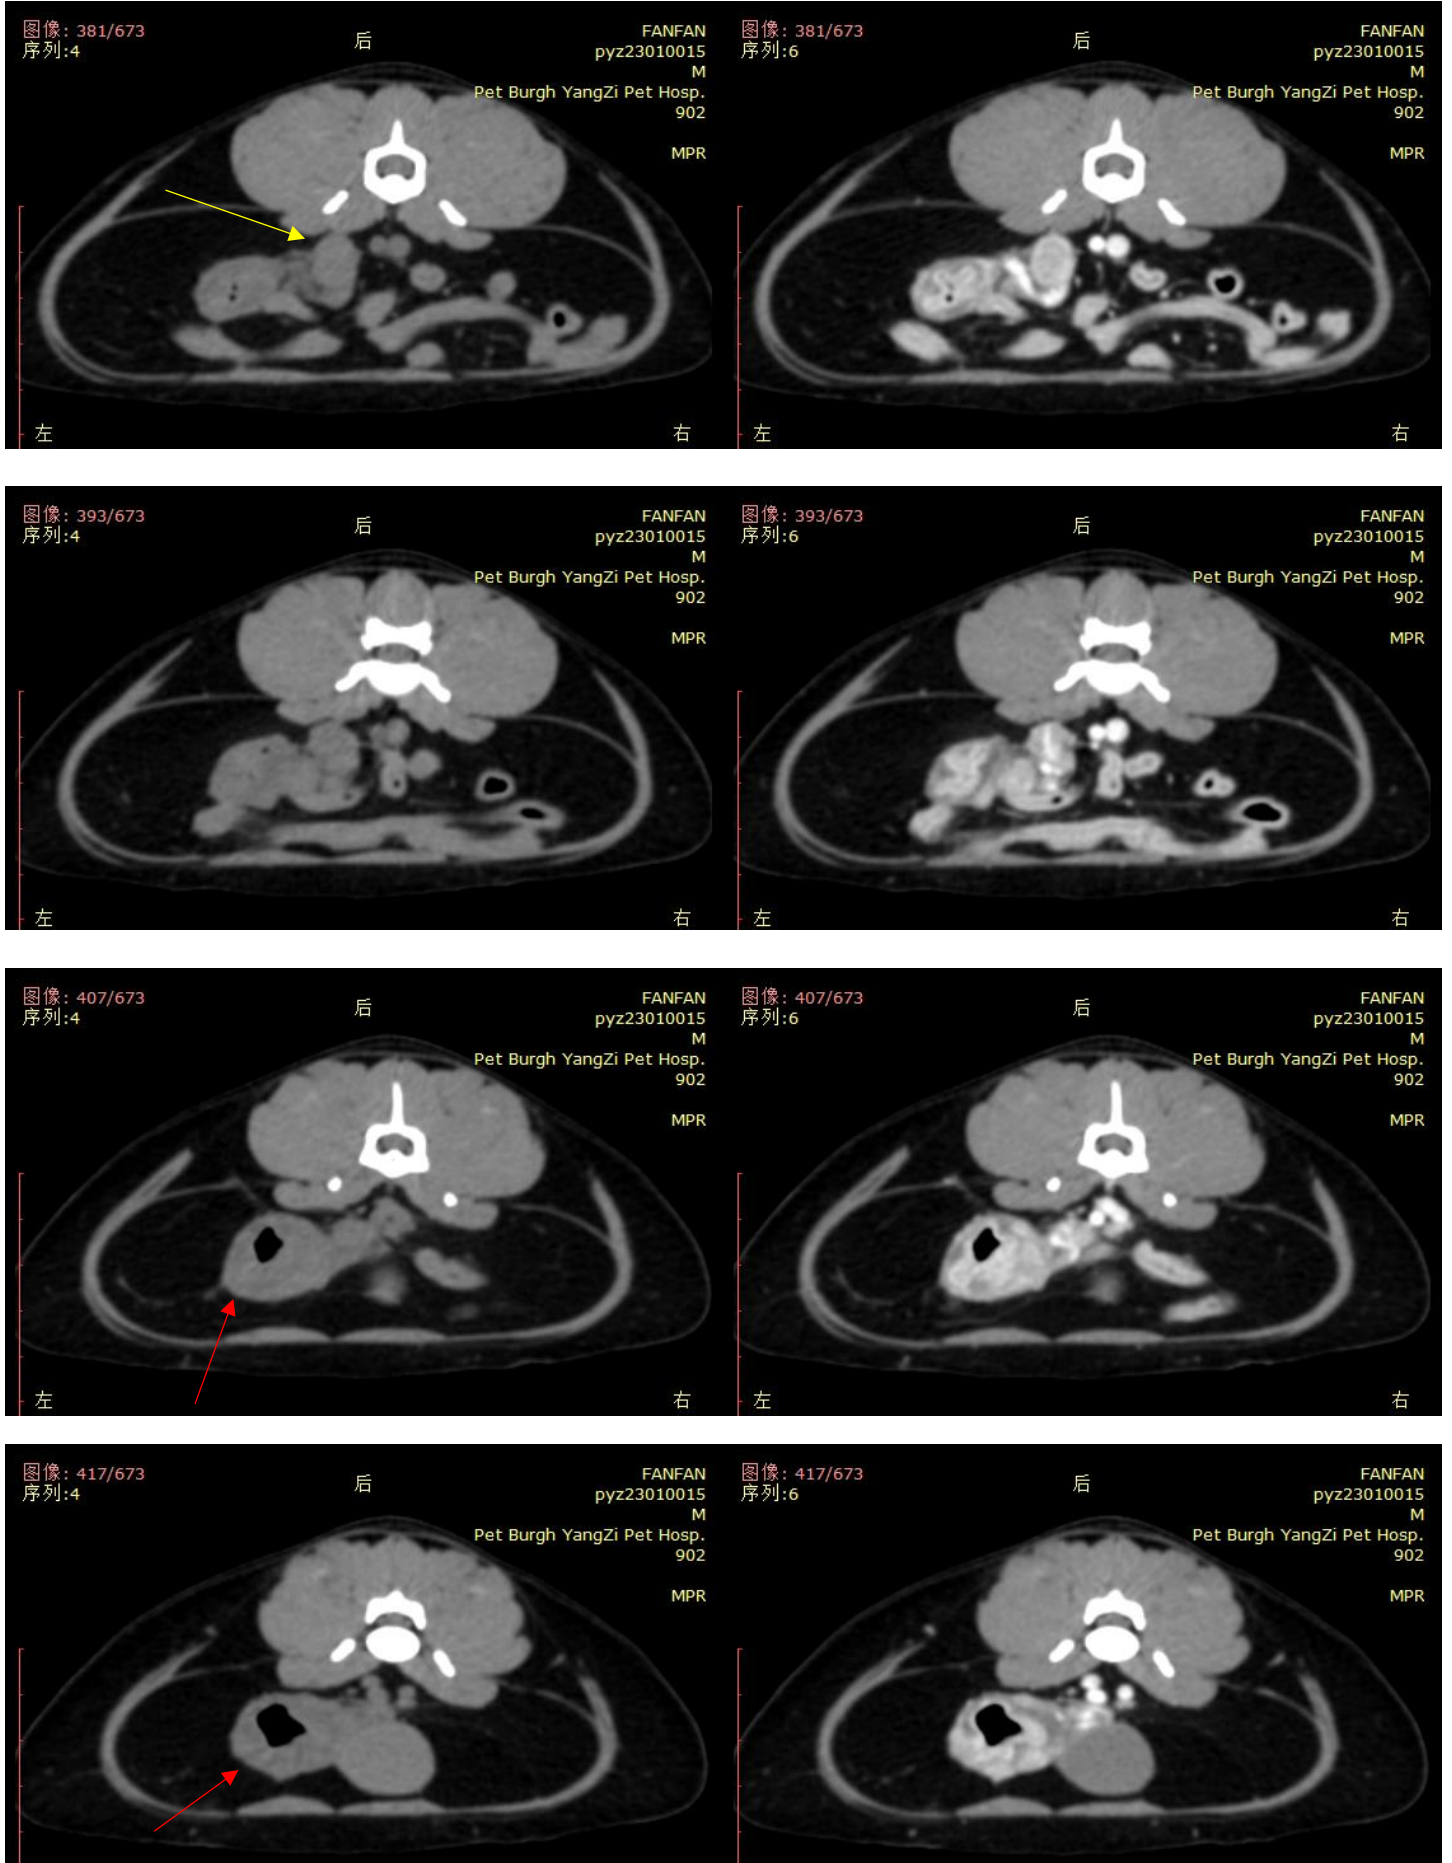 图像: 381/673
序列:4
后
FANFAN
pyz23010015
M
Pet Burgh YangZi Pet Hosp.
902
MPR
左
右
图像: 381/673
序列:6
后
FANFAN
pyz23010015
M
Pet Burgh YangZi Pet Hosp.
902
MPR
左
右
图像: 393/673
序列:4
后
FANFAN
pyz23010015
M
Pet Burgh YangZi Pet Hosp.
902
MPR
左
右
图像: 393/673
序列:6
后
FANFAN
pyz23010015
M
Pet Burgh YangZi Pet Hosp.
902
MPR
左
右
图像: 407/673
序列:4
后
FANFAN
pyz23010015
M
Pet Burgh YangZi Pet Hosp.
902
MPR
左
右
图像: 407/673
序列:6
后
FANFAN
pyz23010015
M
Pet Burgh YangZi Pet Hosp.
902
MPR
左
右
图像: 417/673
序列:4
后
FANFAN
pyz23010015
M
Pet Burgh YangZi Pet Hosp.
902
MPR
图像: 417/673
序列:6
后
FANFAN
pyz23010015
M
Pet Burgh YangZi Pet Hosp.
902
MPR